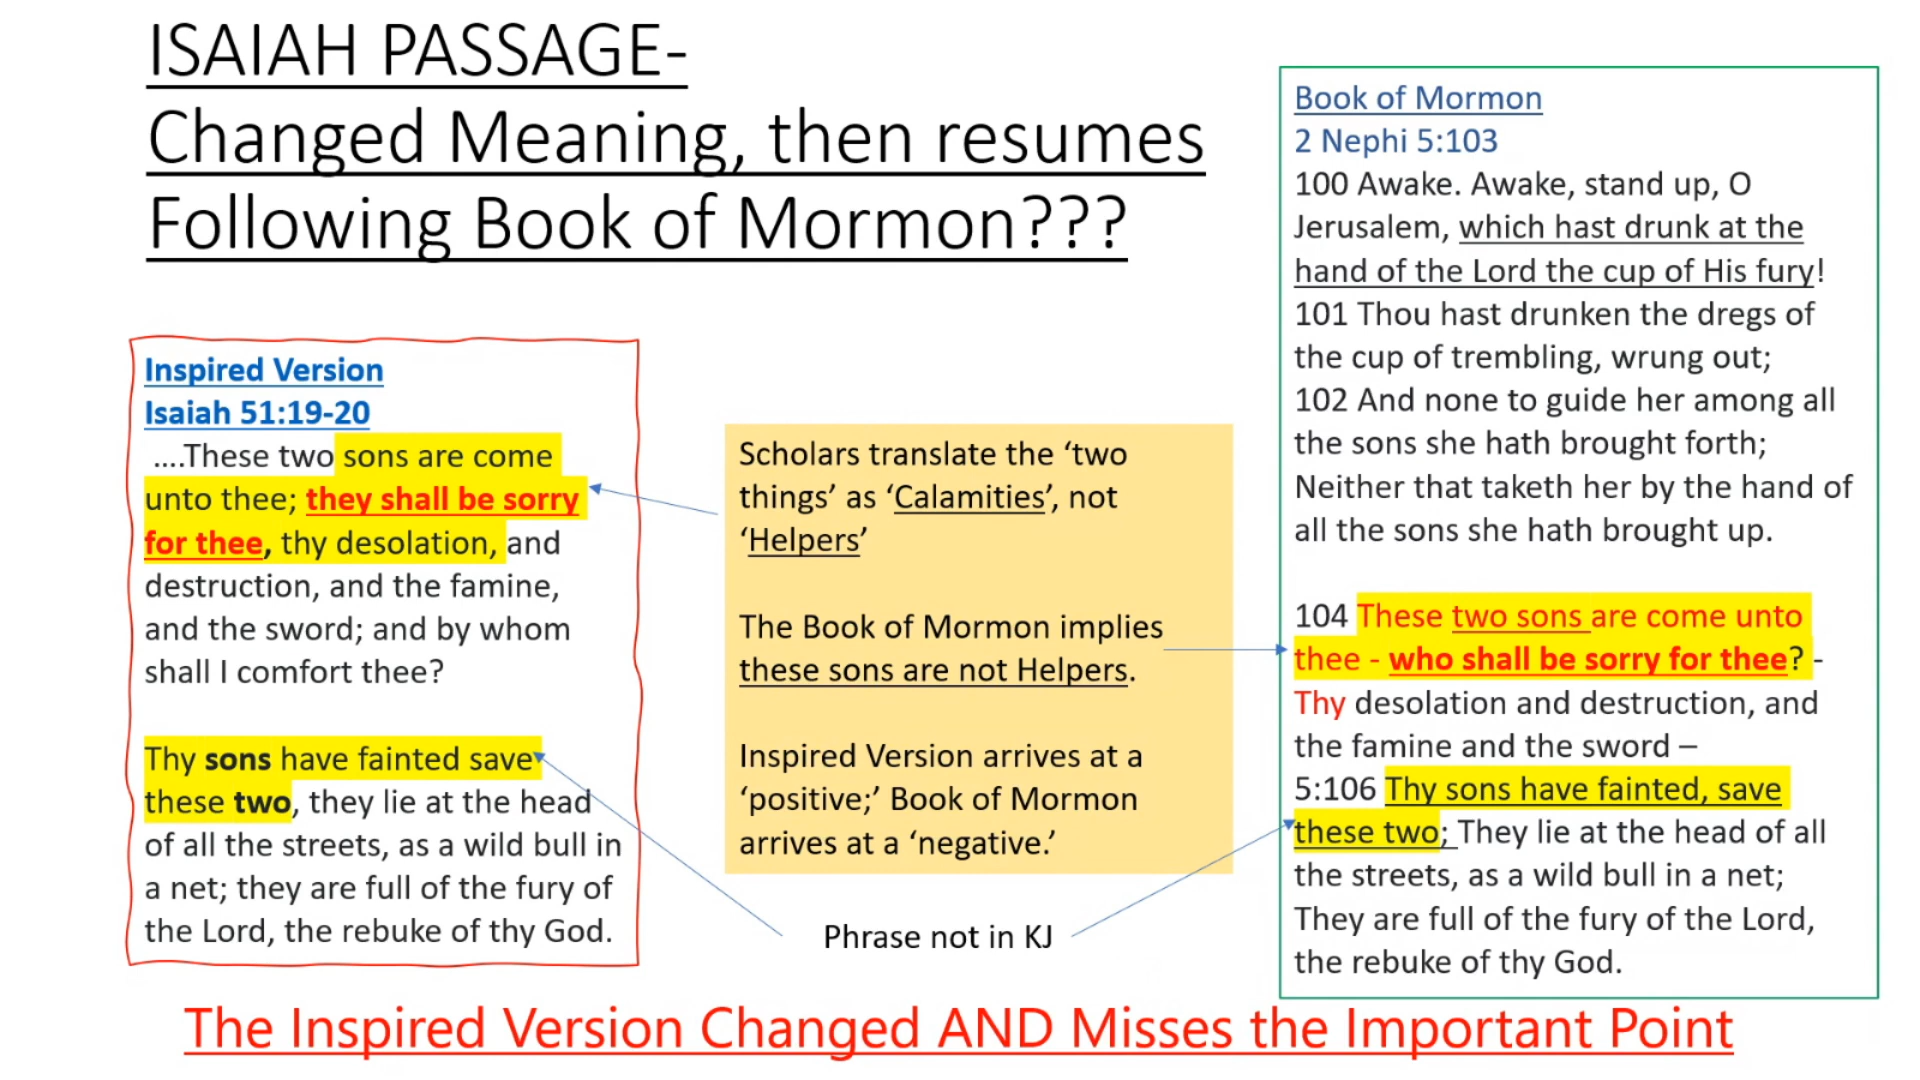 ISAIAH PASSAGE-
Changed Meaning, then resumes
Following Book of Mormon???
Inspired Version
Isaiah 51:19-20
....These two sons are come
unto thee; they shall be sorry
for thee, thy desolation, and
destruction, and the famine,
and the sword; and by whom
shall I comfort thee?
Thy sons have fainted save
these two, they lie at the head
of all the streets, as a wild bull in
a net; they are full of the fury of
the Lord, the rebuke of thy God.
Scholars translate the ‘two
things’ as ‘Calamities’, not
‘Helpers’
The Book of Mormon implies
these sons are not Helpers.
Inspired Version arrives at a
‘positive;’ Book of Mormon
arrives at a ‘negative.’
Phrase not in KJ
Book of Mormon
2 Nephi 5:103
100 Awake. Awake, stand up, O
Jerusalem, which hast drunk at the
hand of the Lord the cup of His fury!
101 Thou hast drunken the dregs of
the cup of trembling, wrung out;
102 And none to guide her among all
the sons she hath brought forth;
Neither that taketh her by the hand of
all the sons she hath brought up.
104 These two sons are come unto
thee - who shall be sorry for thee? -
Thy desolation and destruction, and
the famine and the sword –
5:106 Thy sons have fainted, save
these two; They lie at the head of all
the streets, as a wild bull in a net;
They are full of the fury of the Lord,
the rebuke of thy God.
The Inspired Version Changed AND Misses the Important Point